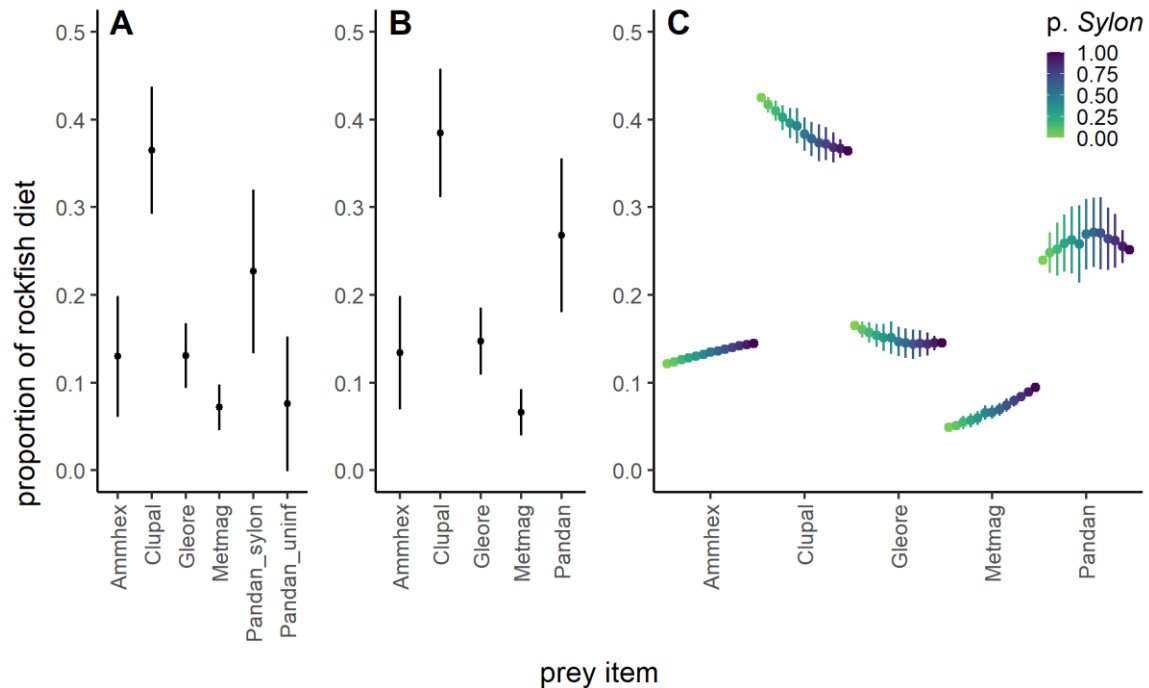 A
B
C
p. Sylon
1.00
0.75
0.50
0.25
0.00
proportion of rockfish diet
0.5
0.4
0.3
0.2
0.1
0.0
Ammhex
Clupal
Gleore
Metmag
Pandan_sylon
Pandan_uninf
0.5
0.4
0.3
0.2
0.1
0.0
Ammhex
Clupal
Gleore
Metmag
Pandan
0.5
0.4
0.3
0.2
0.1
0.0
Ammhex
Clupal
Gleore
Metmag
Pandan
prey item